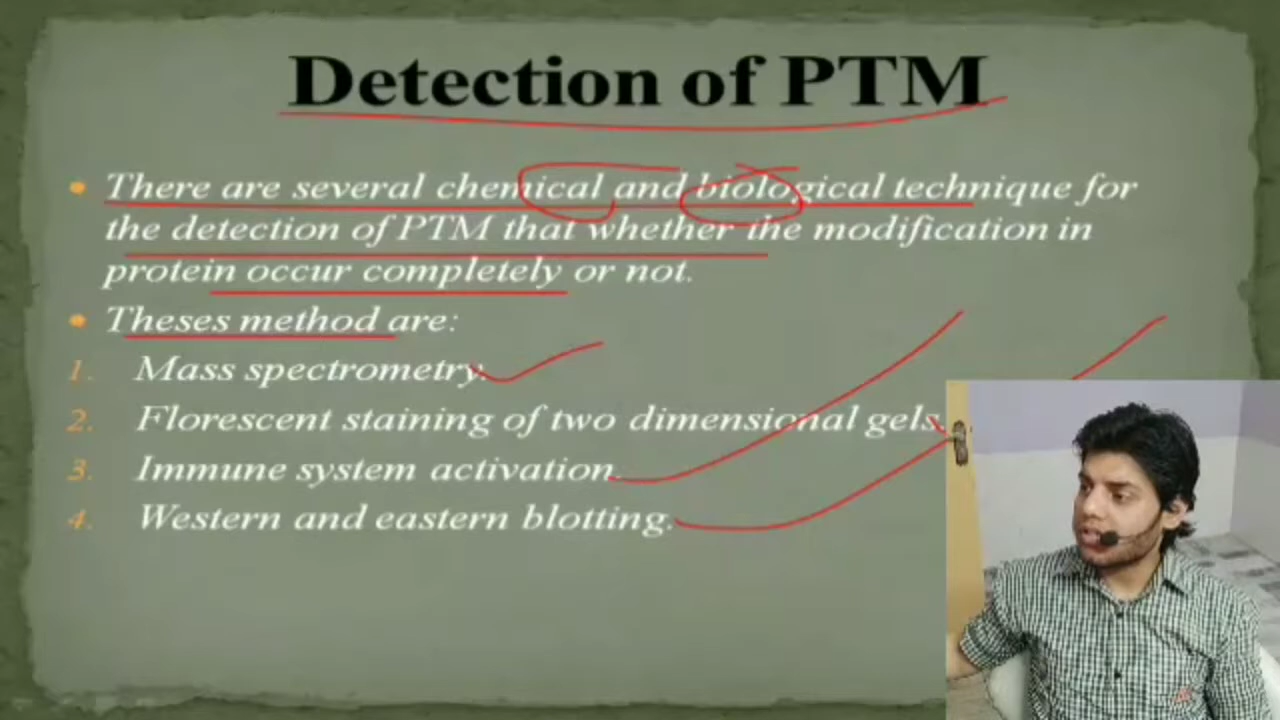 Detection of PTM
• There are several chemical and biological technique for
the detection of PTM that whether the modification in
protein occur completely or not.
• Theses method are:
1. Mass spectrometry.
2. Florescent staining of two dimensional gels.
3. Immune system activation.
4. Western and eastern blotting.